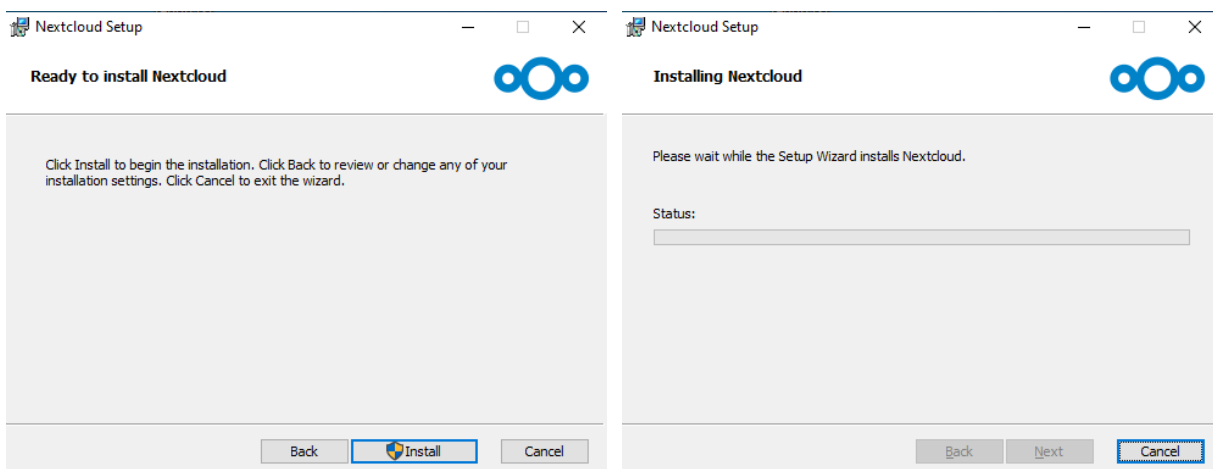 Nextcloud Setup
Ready to install Nextcloud
Click Install to begin the installation. Click Back to review or change any of your
installation settings. Click Cancel to exit the wizard.
Back
Install
Cancel
Nextcloud Setup
Installing Nextcloud
Please wait while the Setup Wizard installs Nextcloud.
Status:
Back
Next
Cancel